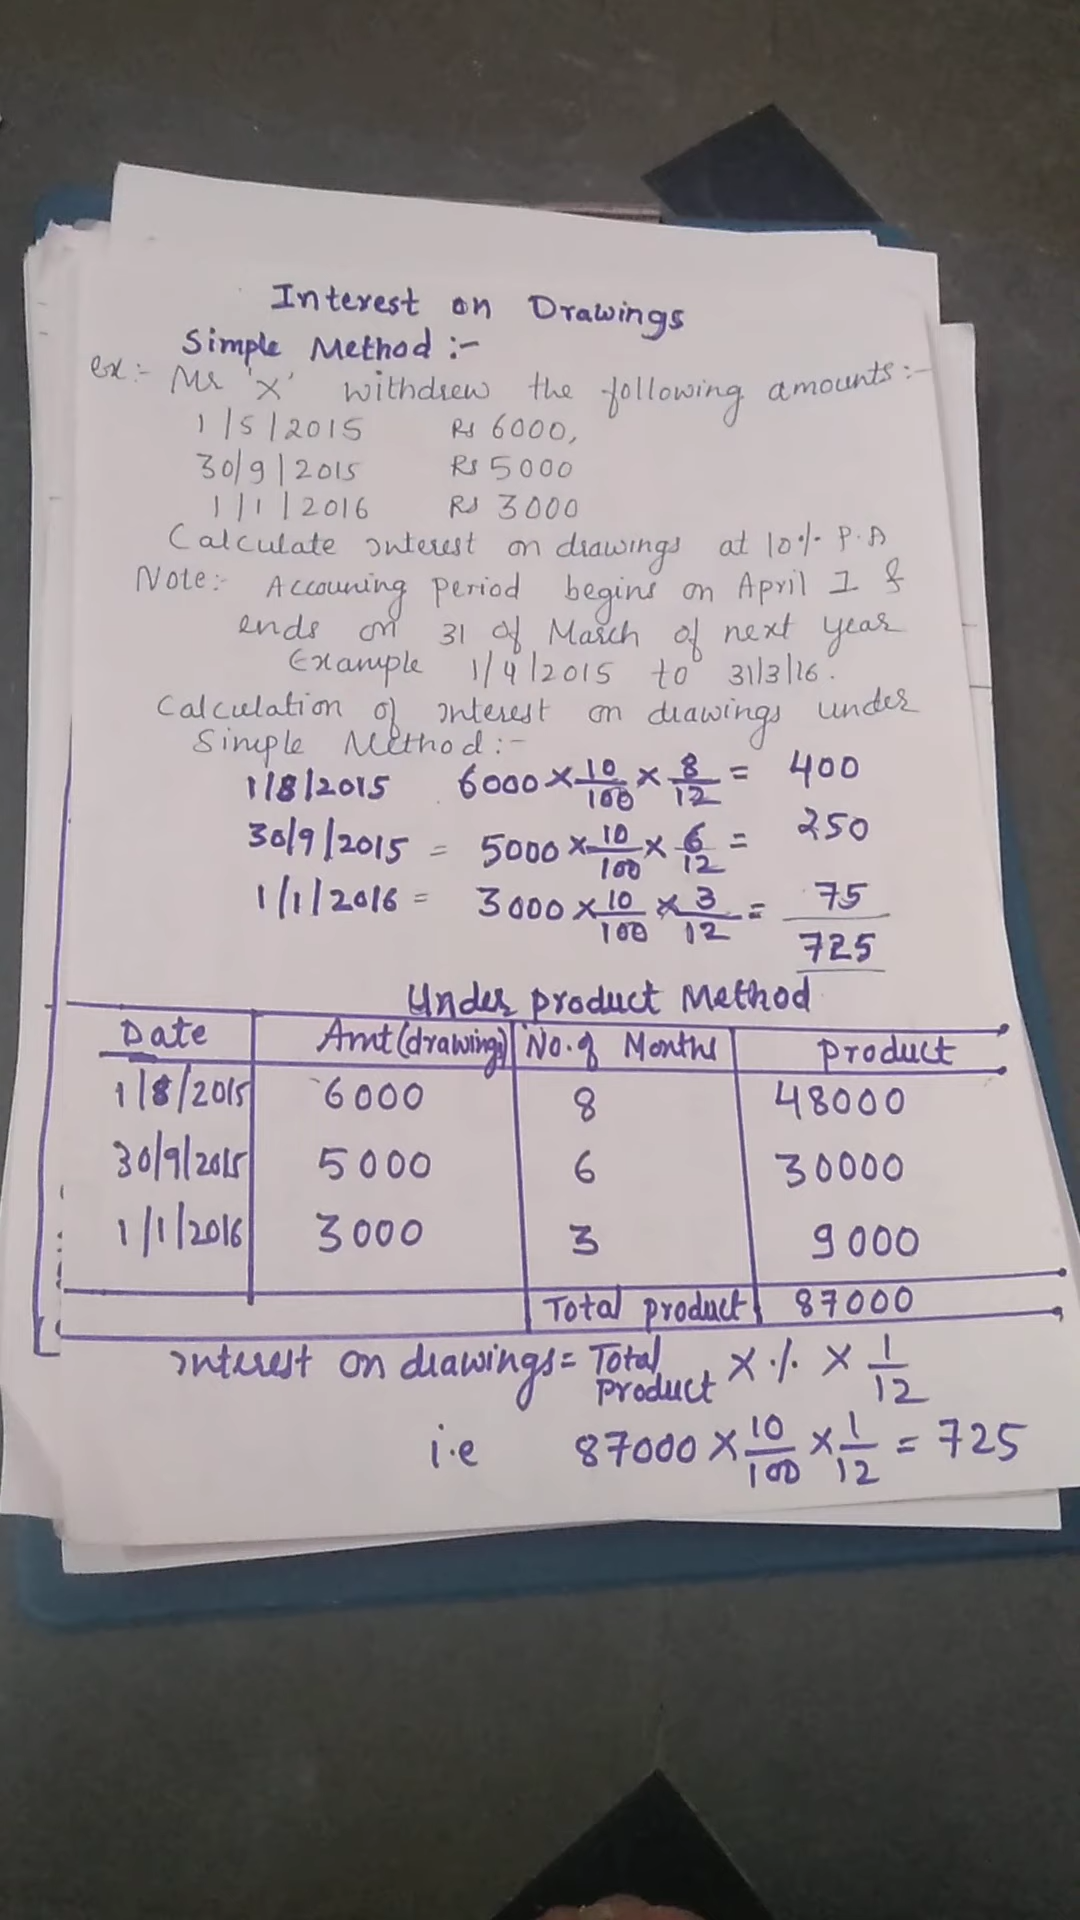 Interest on Drawings
Simple Method :-
ex:- Mr 'X' withdrew the following amounts:-
1/5/2015 Rs 6000,
30/9/2015 Rs 5000
1/1/2016 Rs 3000
Calculate interest on drawings at 10% P.A
Note:- Accouning period begins on April 1 &
ends on 31 of March of next year
Example 1/4/2015 to 31/3/16.
Calculation of interest on drawings under
Simple Method:-
1/8/2015 6000 × 10/100 × 8/12 = 400
30/9/2015 = 5000 × 10/100 × 6/12 = 250
1/1/2016 = 3000 × 10/100 × 3/12 = 75
725
Under product Method
Date Amt(drawings) No. of Months product
1/8/2015 6000 8 48000
30/9/2015 5000 6 30000
1/1/2016 3000 3 9000
Total product 87000
interest on drawings = Total product × % × 1/12
i.e 87000 × 10/100 × 1/12 = 725